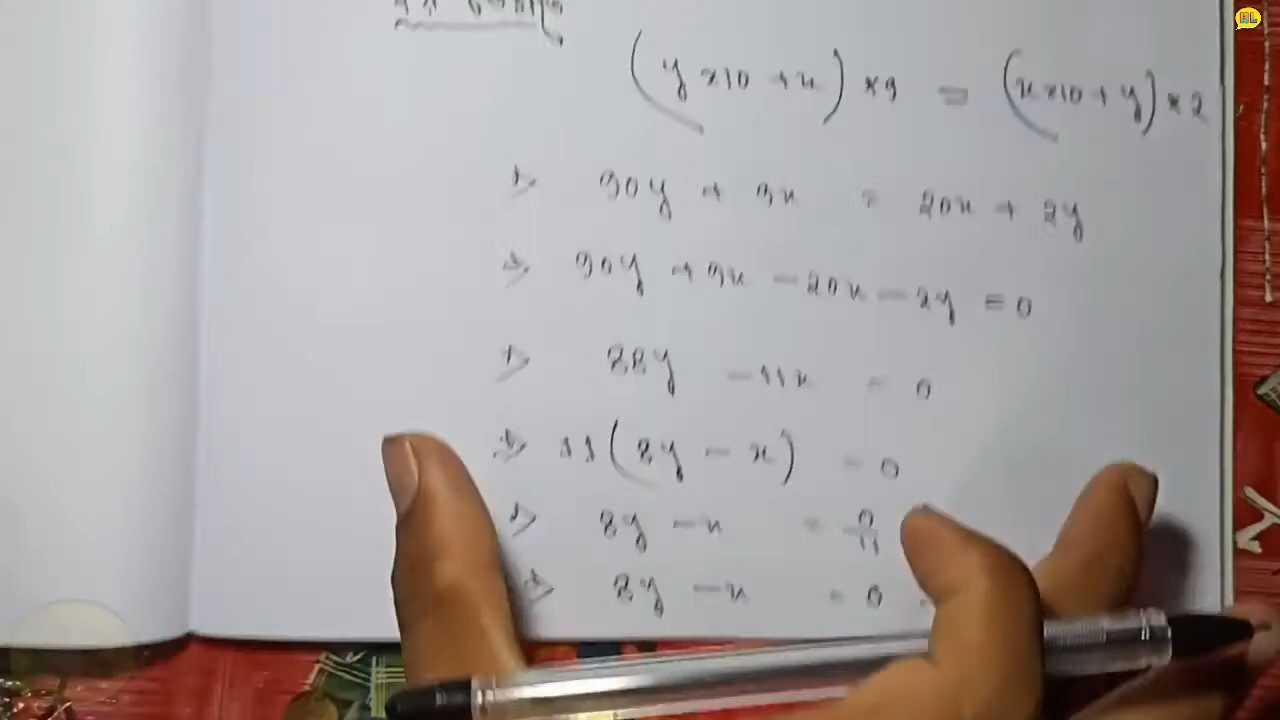 (y×10+x)×9 = (x×10+y)×2
⇒ 90y + 9x = 20x + 2y
⇒ 90y + 9x - 20x - 2y = 0
⇒ 88y - 11x = 0
⇒ 11(8y - x) = 0
⇒ 8y - x = 0/11
⇒ 8y - x = 0
HL